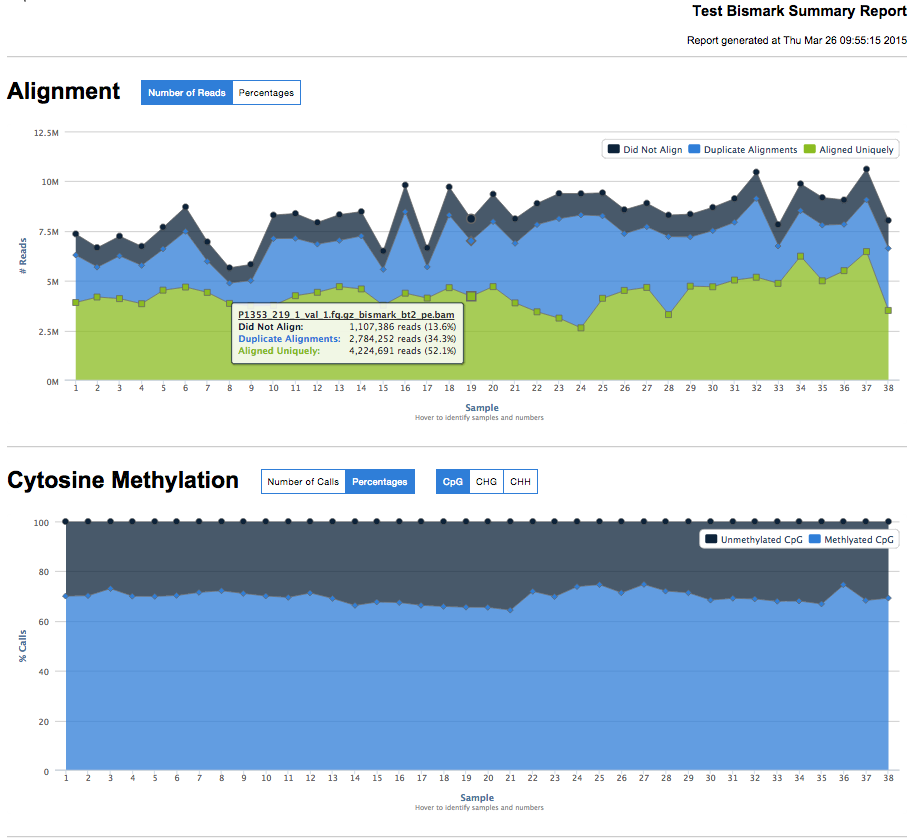 Test Bismark Summary Report
Report generated at Thu Mar 26 09:55:15 2015
Alignment
Number of Reads Percentages
12.5M
10M
7.5M
5M
2.5M
0M
# Reads
Did Not Align Duplicate Alignments Aligned Uniquely
P1353_219_1_val_1.fq.gz_bismark_bt2_pe.bam
Did Not Align: 1,107,386 reads (13.6%)
Duplicate Alignments: 2,784,252 reads (34.3%)
Aligned Uniquely: 4,224,691 reads (52.1%)
1 2 3 4 5 6 7 8 9 10 11 12 13 14 15 16 17 18 19 20 21 22 23 24 25 26 27 28 29 30 31 32 33 34 35 36 37 38
Sample
Hover to identify samples and numbers
Cytosine Methylation
Number of Calls Percentages CpG CHG CHH
100
80
60
40
20
0
% Calls
Unmethylated CpG Methlyated CpG
1 2 3 4 5 6 7 8 9 10 11 12 13 14 15 16 17 18 19 20 21 22 23 24 25 26 27 28 29 30 31 32 33 34 35 36 37 38
Sample
Hover to identify samples and numbers